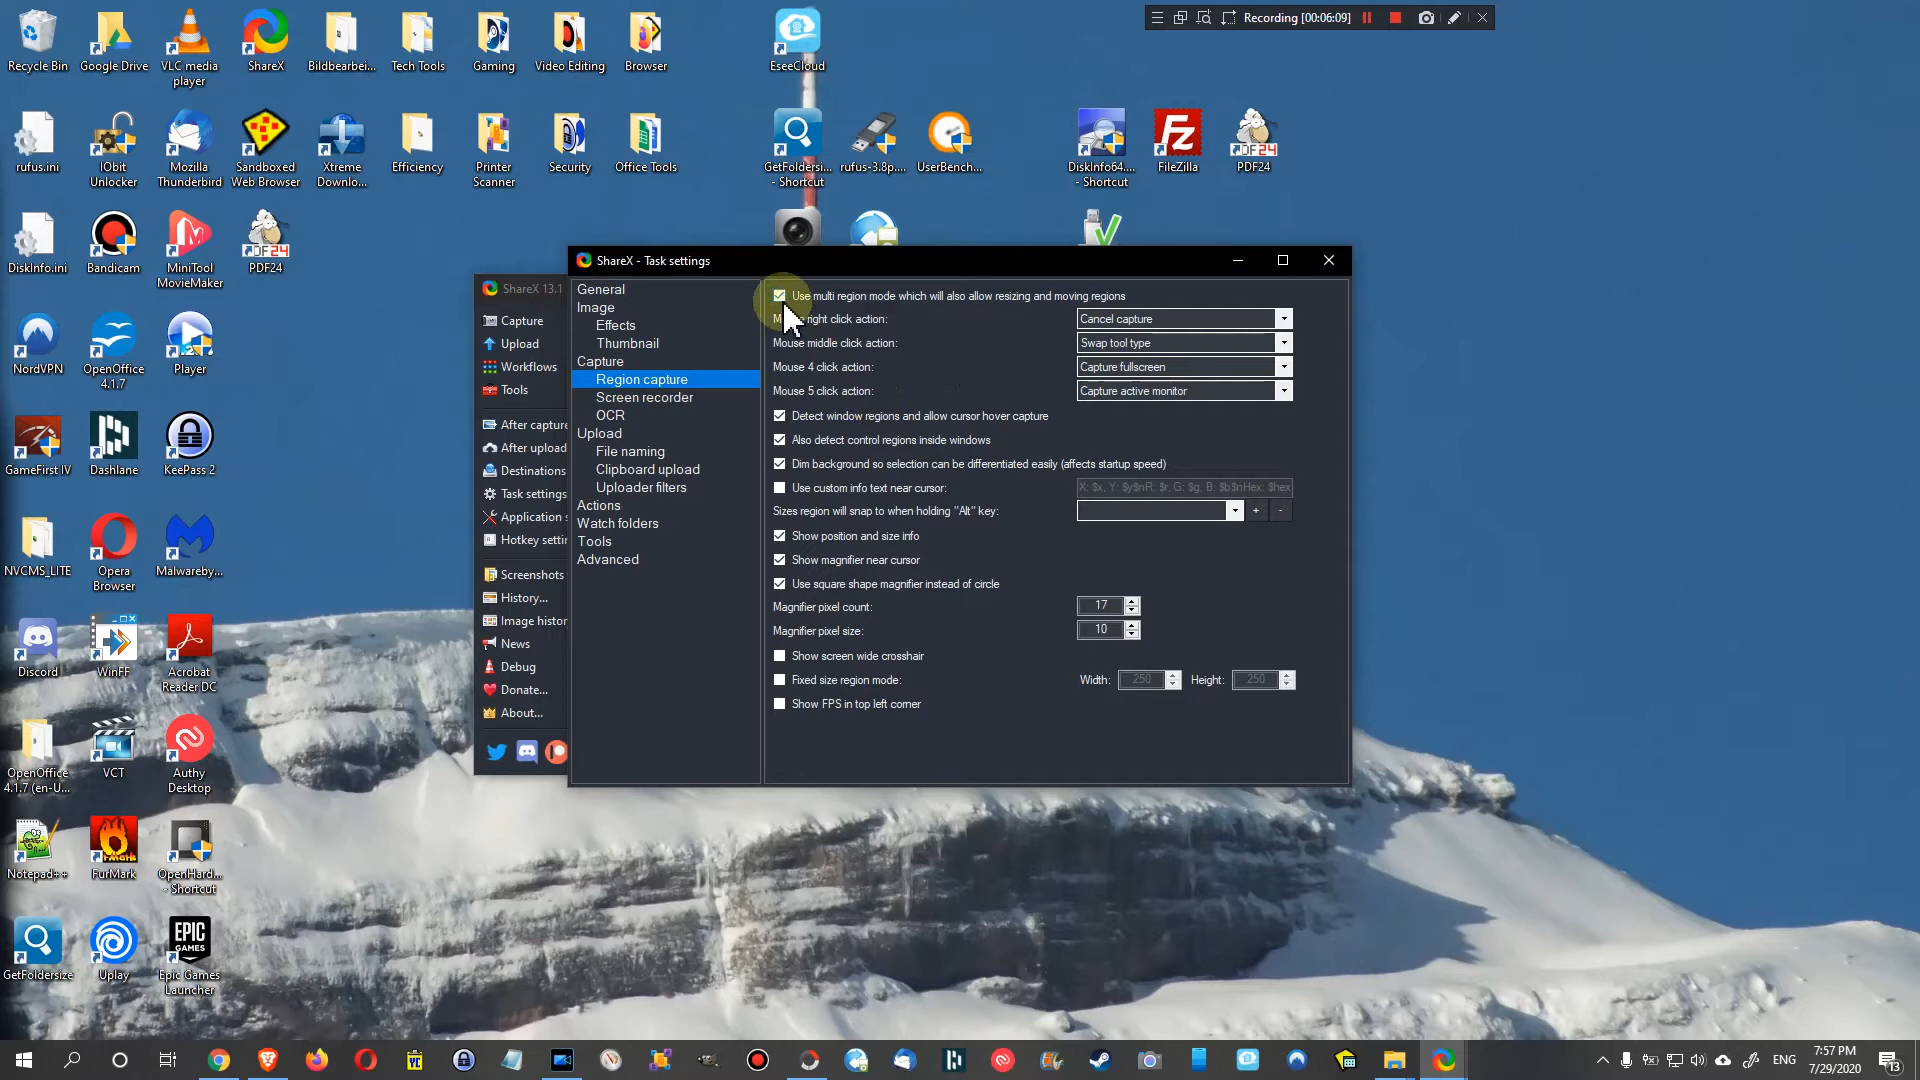 Recording [00:06:09]
Recycle Bin
Google Drive
VLC media
player
ShareX
Bildbearbei...
Tech Tools
Gaming
Video Editing
Browser
EseeCloud
rufus.ini
IObit
Unlocker
Mozilla
Thunderbird
Sandboxed
Web Browser
Xtreme
Downlo...
Efficiency
Printer
Scanner
Security
Office Tools
GetFoldersi...
- Shortcut
rufus-3.8p....
UserBench...
DiskInfo64....
- Shortcut
FileZilla
PDF24
DiskInfo.ini
Bandicam
MiniTool
MovieMaker
PDF24
NordVPN
OpenOffice
4.1.7
Player
GameFirst IV
Dashlane
KeePass 2
NVCMS_LITE
Opera
Browser
Malwareby...
Discord
WinFF
Acrobat
Reader DC
OpenOffice
4.1.7 (en-U...
VCT
Authy
Desktop
Notepad++
FurMark
OpenHard...
- Shortcut
GetFoldersize
Uplay
Epic Games
Launcher
ShareX 13.1
Capture
Upload
Workflows
Tools
After capture
After upload
Destinations
Task settings
Application s
Hotkey settin
Screenshots
History...
Image histor
News
Debug
Donate...
About...
ShareX - Task settings
General
Image
Effects
Thumbnail
Capture
Region capture
Screen recorder
OCR
Upload
File naming
Clipboard upload
Uploader filters
Actions
Watch folders
Tools
Advanced
Use multi region mode which will also allow resizing and moving regions
right click action: Cancel capture
Mouse middle click action: Swap tool type
Mouse 4 click action: Capture fullscreen
Mouse 5 click action: Capture active monitor
Detect window regions and allow cursor hover capture
Also detect control regions inside windows
Dim background so selection can be differentiated easily (affects startup speed)
Use custom info text near cursor: X: $x, Y: $y$nR: $r, G: $g, B: $b$nHex: $hex
Sizes region will snap to when holding "Alt" key: + -
Show position and size info
Show magnifier near cursor
Use square shape magnifier instead of circle
Magnifier pixel count: 17
Magnifier pixel size: 10
Show screen wide crosshair
Fixed size region mode: Width: 250 Height: 250
Show FPS in top left corner
ENG
7:57 PM
7/29/2020
13